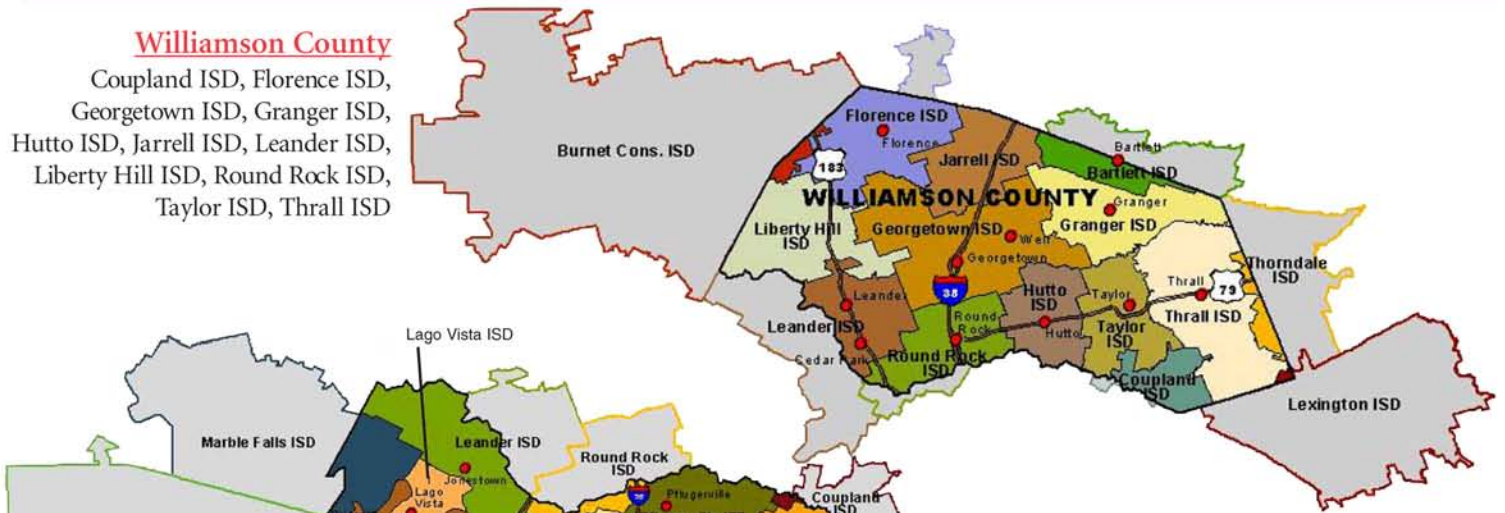 Williamson County
Coupland ISD, Florence ISD,
Georgetown ISD, Granger ISD,
Hutto ISD, Jarrell ISD, Leander ISD,
Liberty Hill ISD, Round Rock ISD,
Taylor ISD, Thrall ISD
Burnet Cons. ISD
Florence ISD
Florence
183
Jarrell ISD
Bartlett
Bartlett ISD
WILLIAMSON COUNTY
Granger
Granger ISD
Liberty Hill
ISD
Georgetown ISD
Weir
Georgetown
Thorndale
ISD
35
Hutto
ISD
Taylor
Thrall
79
Leander
Leander ISD
Round
Rock
Hutto
Taylor
ISD
Thrall ISD
Cedar Park
Round Rock
ISD
Coupland
ISD
Lexington ISD
Lago Vista ISD
Marble Falls ISD
Leander ISD
Jonestown
Round Rock
ISD
Lago
Vista
35
Pflugerville
Coupland
ISD